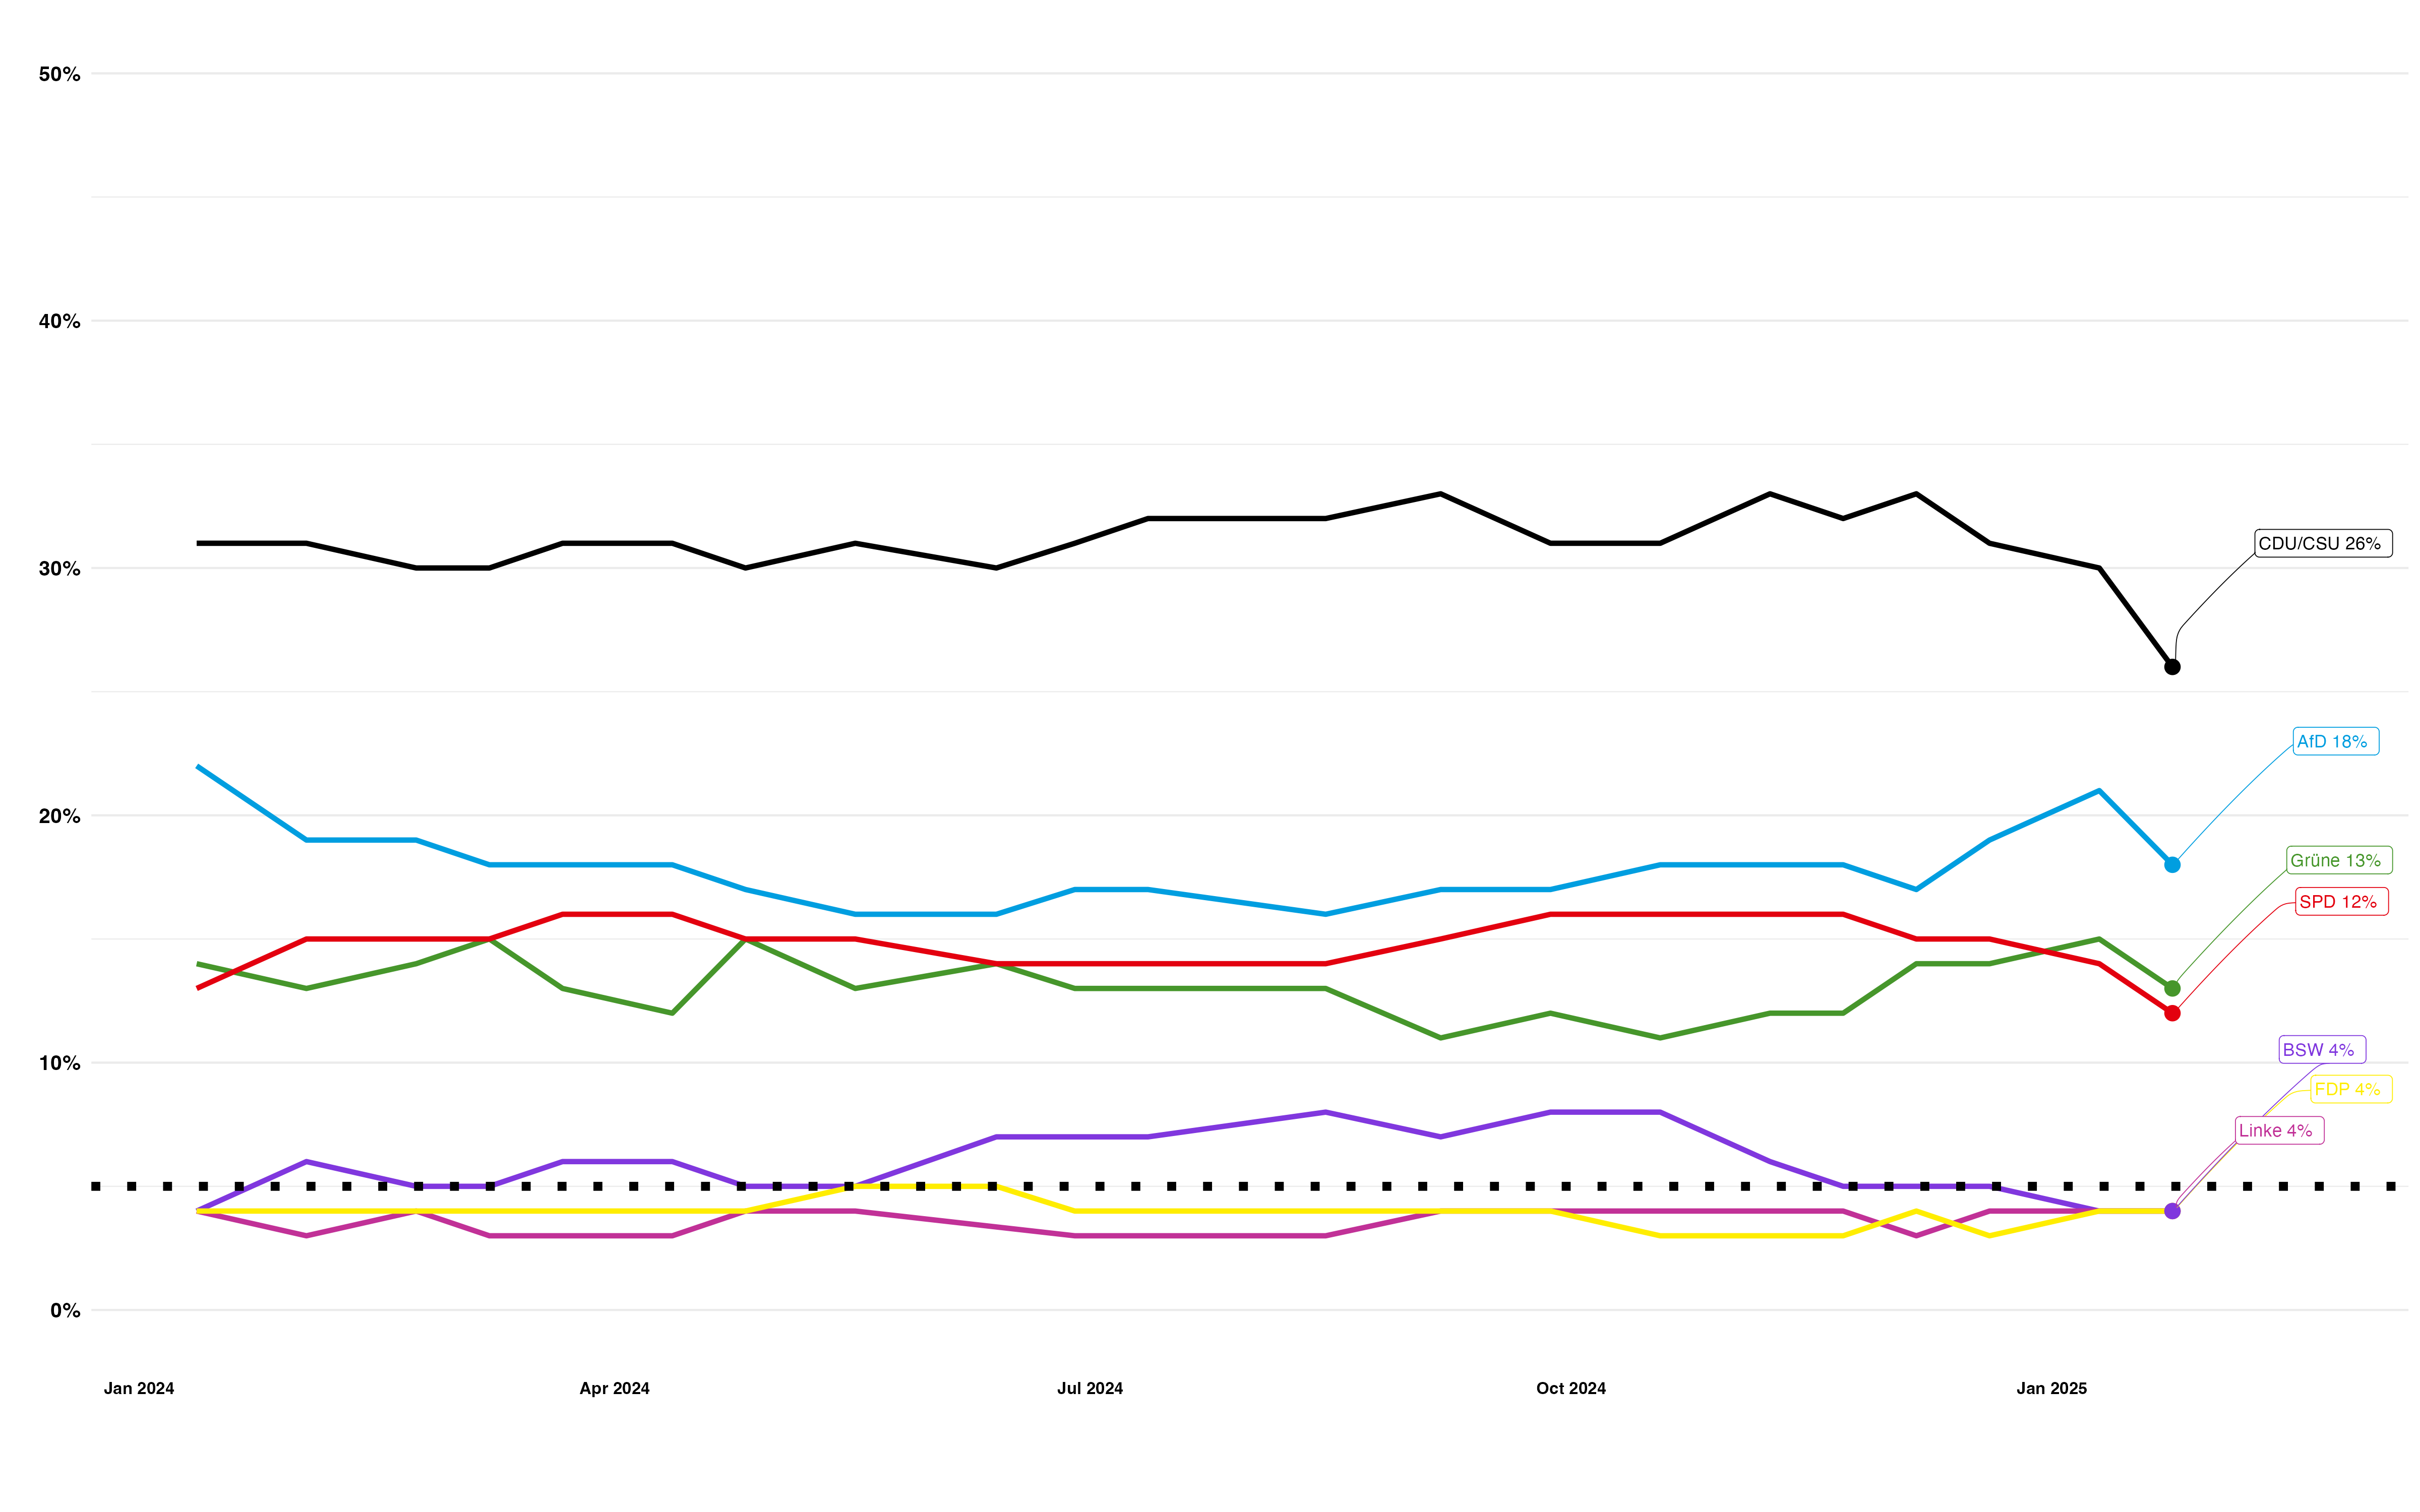 50%
40%
30%
20%
10%
0%
CDU/CSU 26%
AfD 18%
Grüne 13%
SPD 12%
BSW 4%
FDP 4%
Linke 4%
Jan 2024
Apr 2024
Jul 2024
Oct 2024
Jan 2025